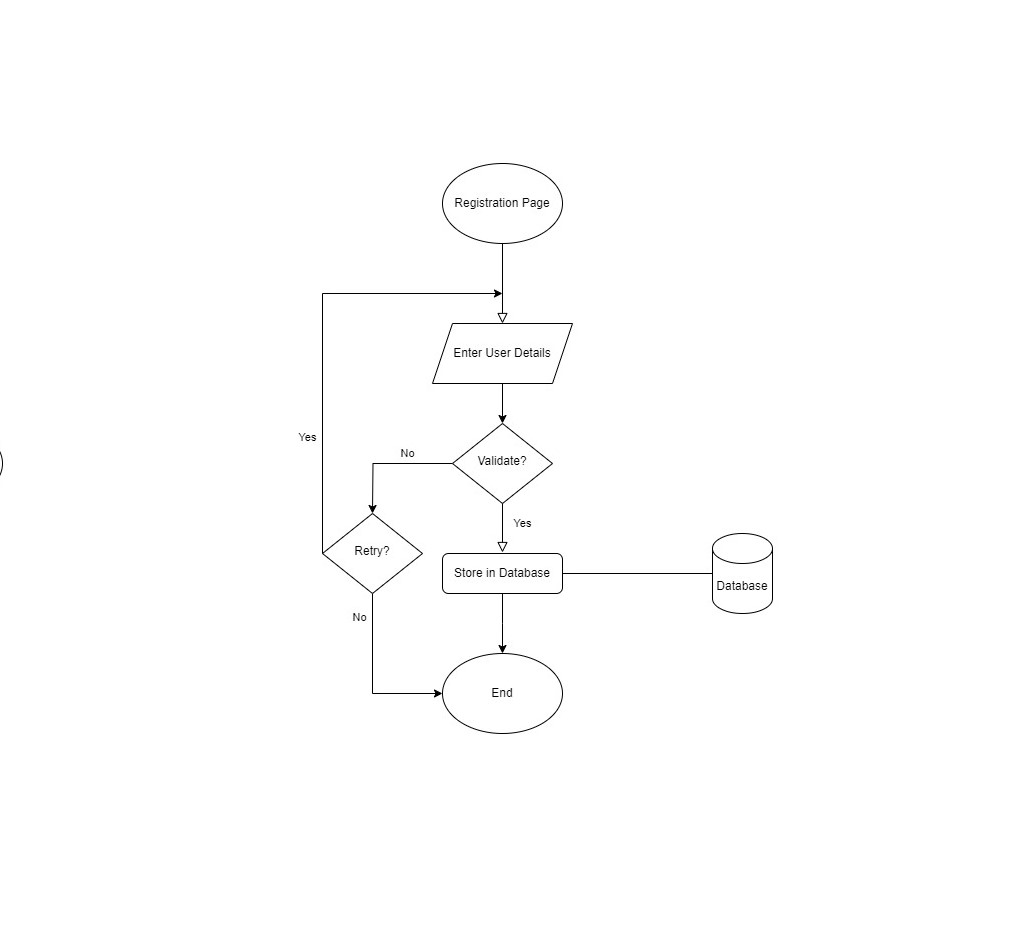 Registration Page
Enter User Details
Yes
No
Validate?
Yes
Retry?
Store in Database
Database
No
End